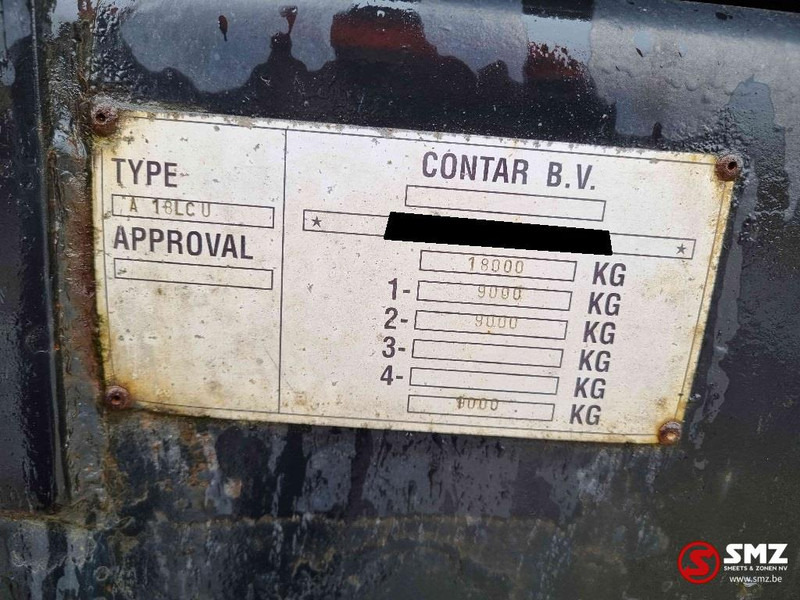 TYPE
A 18LC U
APPROVAL
CONTAR B.V.
* *
18000 KG
1- 9000 KG
2- 9000 KG
3- KG
4- KG
KG
SMZ
SHEETS & ZONEN NV
www.smz.be